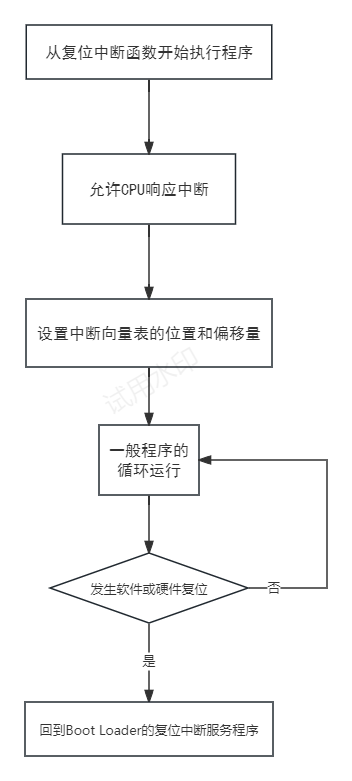 从复位中断函数开始执行程序
允许CPU响应中断
设置中断向量表的位置和偏移量
试用水印
一般程序的
循环运行
发生软件或硬件复位
否
是
回到Boot Loader的复位中断服务程序